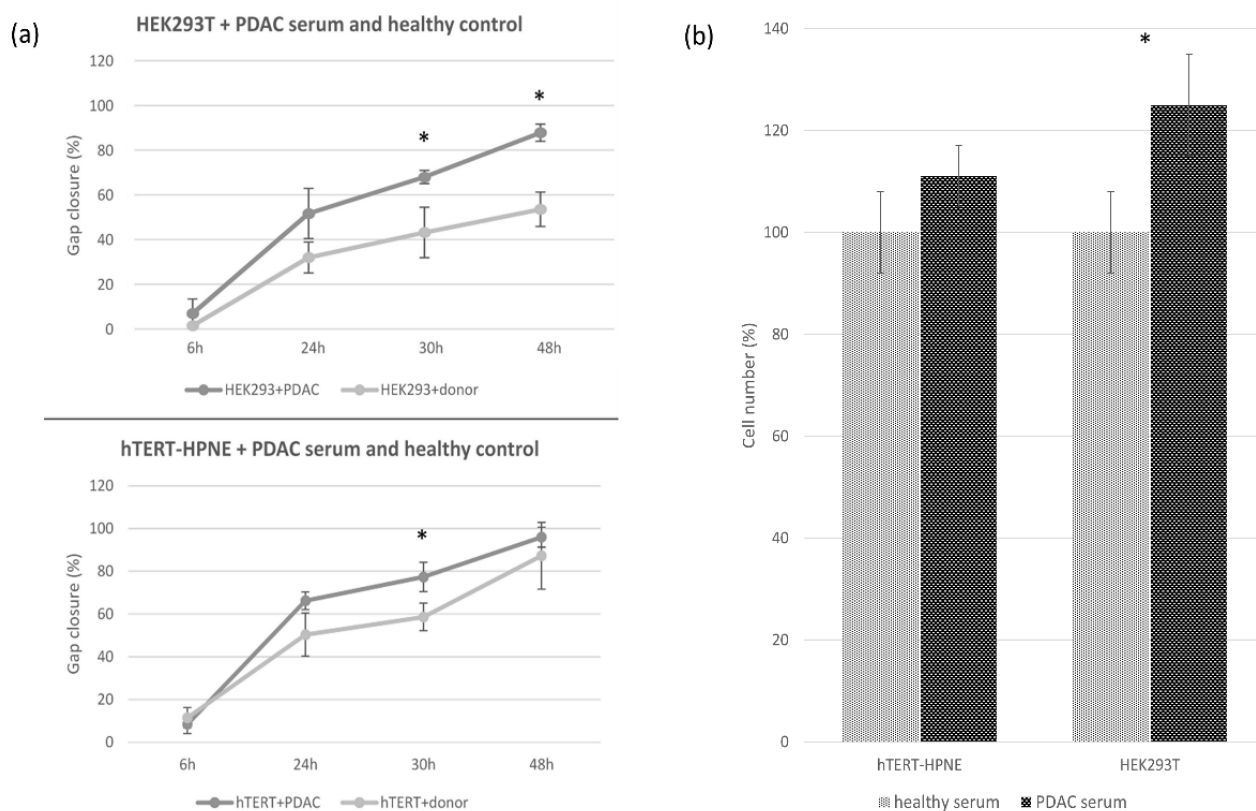 (a)
HEK293T + PDAC serum and healthy control
120
100
80
60
40
20
0
Gap closure (%)
*
*
6h 24h 30h 48h
HEK293+PDAC HEK293+donor
hTERT-HPNE + PDAC serum and healthy control
120
100
80
60
40
20
0
Gap closure (%)
*
6h 24h 30h 48h
hTERT+PDAC hTERT+donor
(b)
140
120
100
80
60
40
20
0
Cell number (%)
*
hTERT-HPNE HEK293T
healthy serum PDAC serum